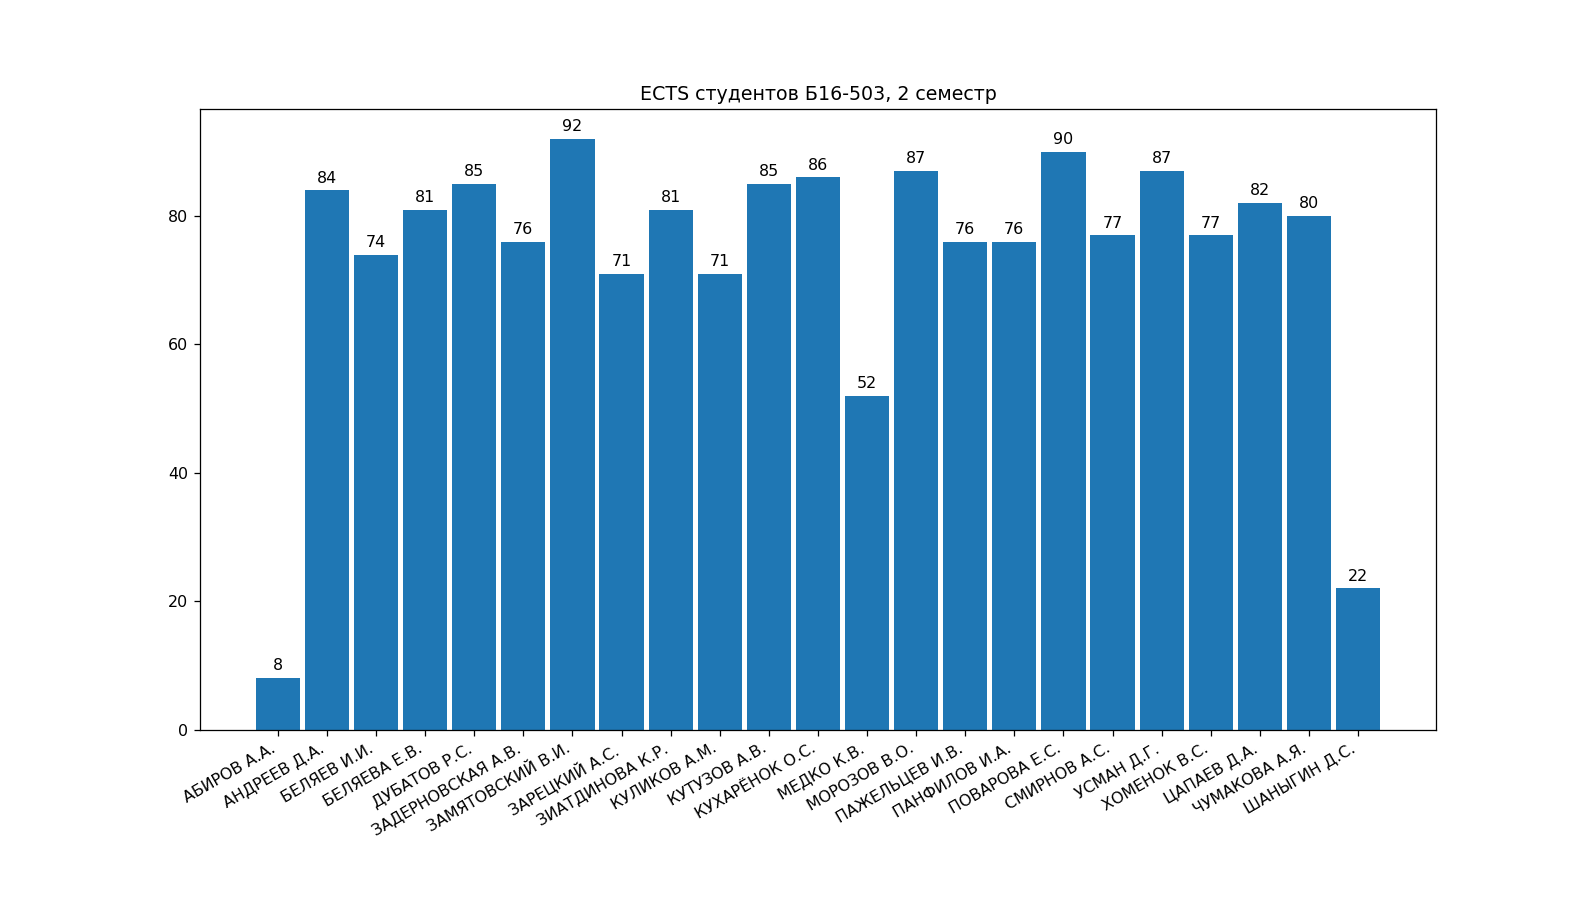 ECTS студентов Б16-503, 2 семестр
92
90
87
87
86
85
85
84
82
81
81
80
80
77
77
76
76
76
74
71
71
60
52
40
22
20
8
0
АБИРОВ А.А.
АНДРЕЕВ Д.А.
БЕЛЯЕВ И.И.
БЕЛЯЕВА Е.В.
ДУБАТОВ Р.С.
ЗАДЕРНОВСКАЯ А.В.
ЗАМЯТОВСКИЙ В.И.
ЗАРЕЦКИЙ А.С.
ЗИАТДИНОВА К.Р.
КУЛИКОВ А.М.
КУТУЗОВ А.В.
КУХАРЁНОК О.С.
МЕДКО К.В.
МОРОЗОВ В.О.
ПАЖЕЛЬЦЕВ И.В.
ПАНФИЛОВ И.А.
ПОВАРОВА Е.С.
СМИРНОВ А.С.
УСМАН Д.Г.
ХОМЕНОК В.С.
ЦАПАЕВ Д.А.
ЧУМАКОВА А.Я.
ШАНЫГИН Д.С.